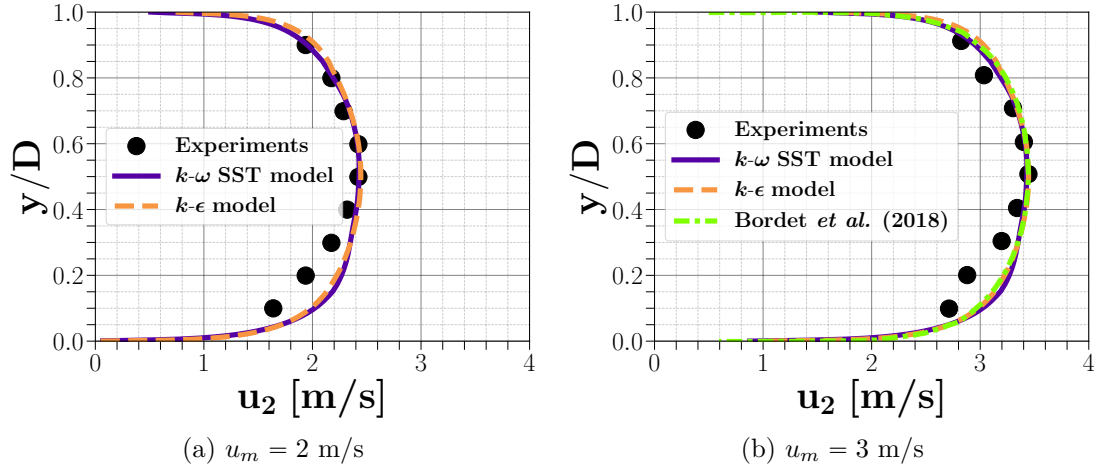 1.0
0.8
0.6
0.4
0.2
0.0
y/D
Experiments
k-ω SST model
k-ϵ model
0
1
2
3
4
u₂ [m/s]
(a) uₘ = 2 m/s
1.0
0.8
0.6
0.4
0.2
0.0
y/D
Experiments
k-ω SST model
k-ϵ model
Bordet et al. (2018)
0
1
2
3
4
u₂ [m/s]
(b) uₘ = 3 m/s